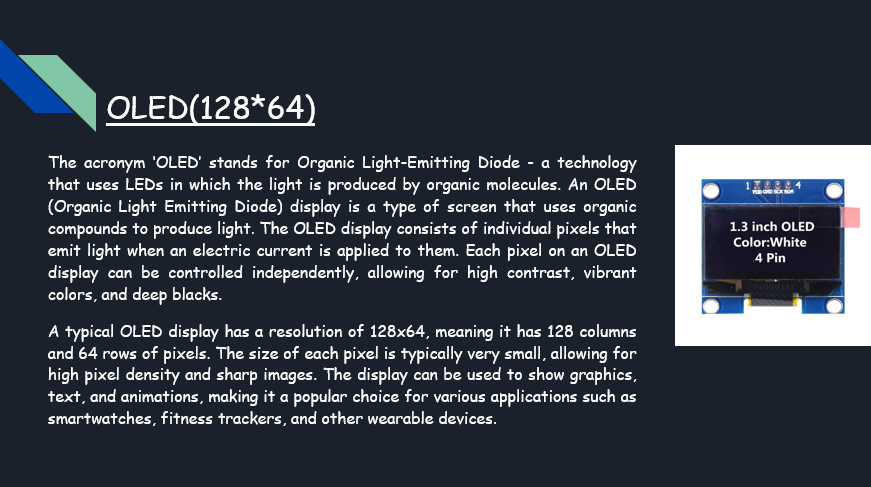 OLED(128*64)
The acronym ‘OLED’ stands for Organic Light-Emitting Diode - a technology
that uses LEDs in which the light is produced by organic molecules. An OLED
(Organic Light Emitting Diode) display is a type of screen that uses organic
compounds to produce light. The OLED display consists of individual pixels that
emit light when an electric current is applied to them. Each pixel on an OLED
display can be controlled independently, allowing for high contrast, vibrant
colors, and deep blacks.
A typical OLED display has a resolution of 128x64, meaning it has 128 columns
and 64 rows of pixels. The size of each pixel is typically very small, allowing for
high pixel density and sharp images. The display can be used to show graphics,
text, and animations, making it a popular choice for various applications such as
smartwatches, fitness trackers, and other wearable devices.
1 4
VDD GND SCK SDA
1.3 inch OLED
Color:White
4 Pin